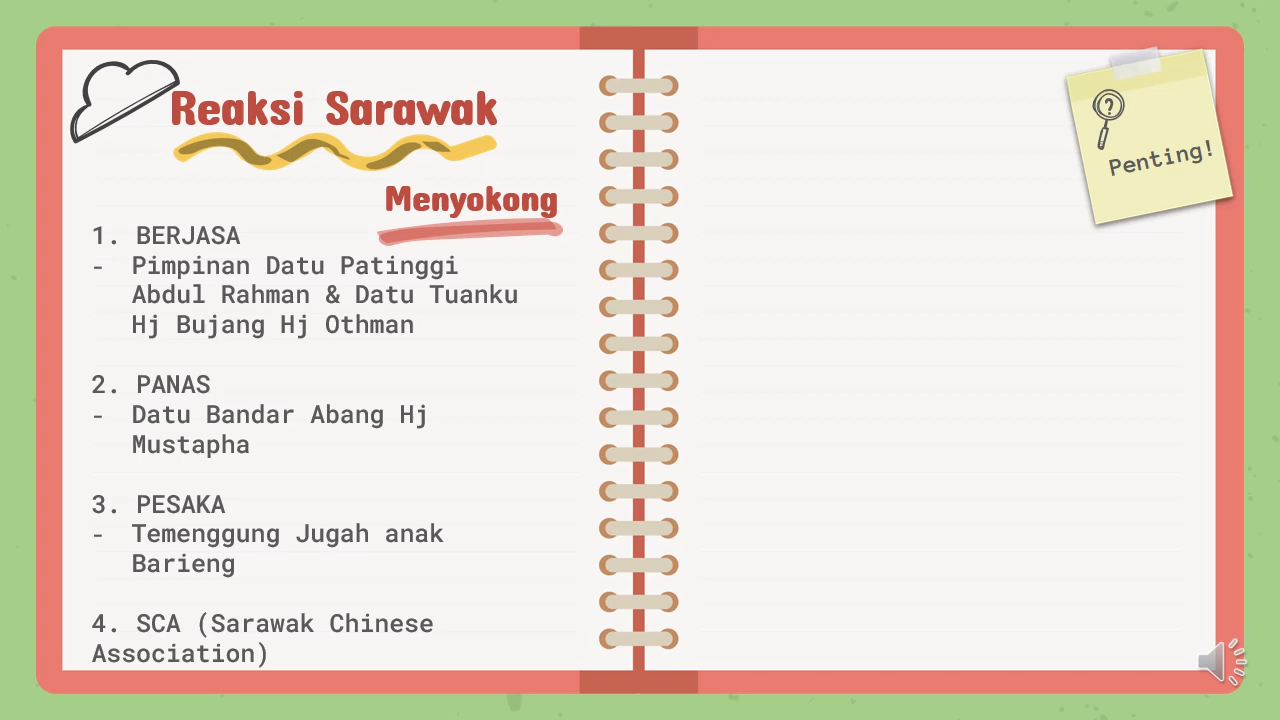 Reaksi Sarawak
Menyokong
1. BERJASA
- Pimpinan Datu Patinggi
Abdul Rahman & Datu Tuanku
Hj Bujang Hj Othman
2. PANAS
- Datu Bandar Abang Hj
Mustapha
3. PESAKA
- Temenggung Jugah anak
Barieng
4. SCA (Sarawak Chinese
Association)
?
Penting!